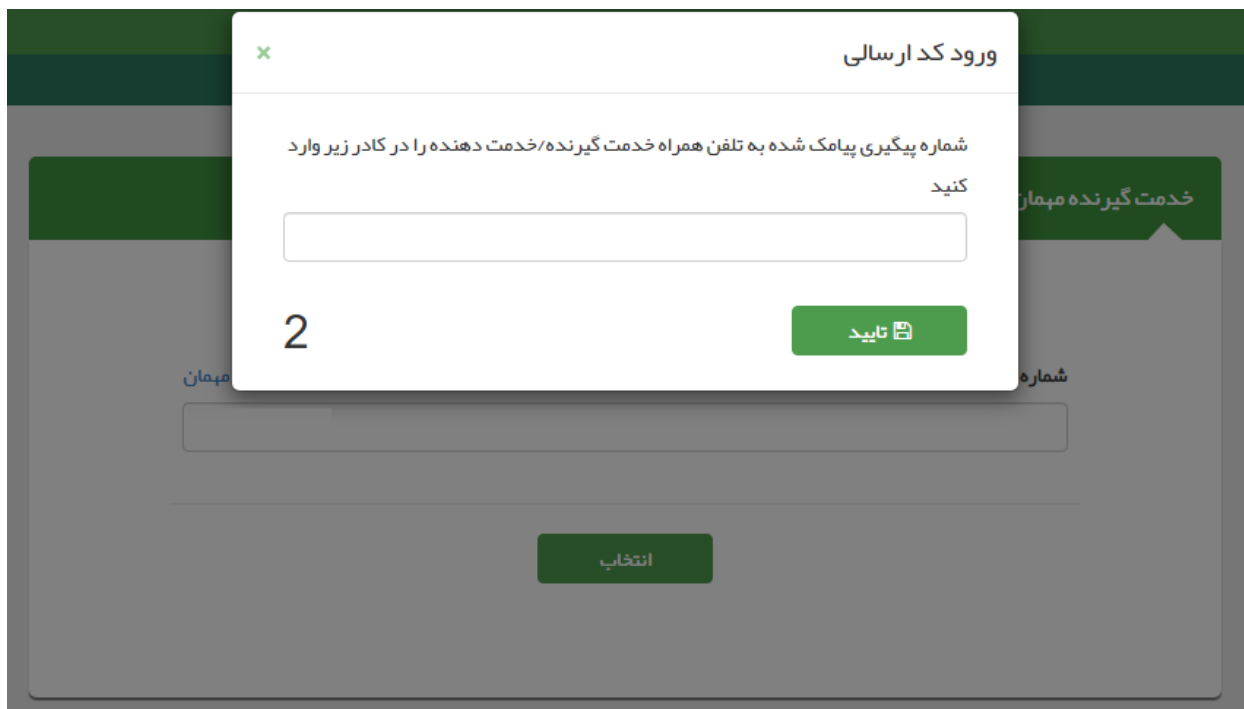 ورود کد ارسالی
×
شماره پیگیری پیامک شده به تلفن همراه خدمت گیرنده/خدمت دهنده را در کادر زیر وارد
کنید
تایید
2
خدمت گیرنده مهمان
شماره
مهمان
انتخاب